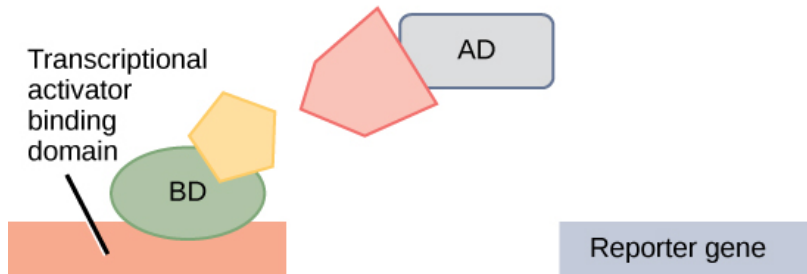 Transcriptional
activator
binding
domain
BD
AD
Reporter gene